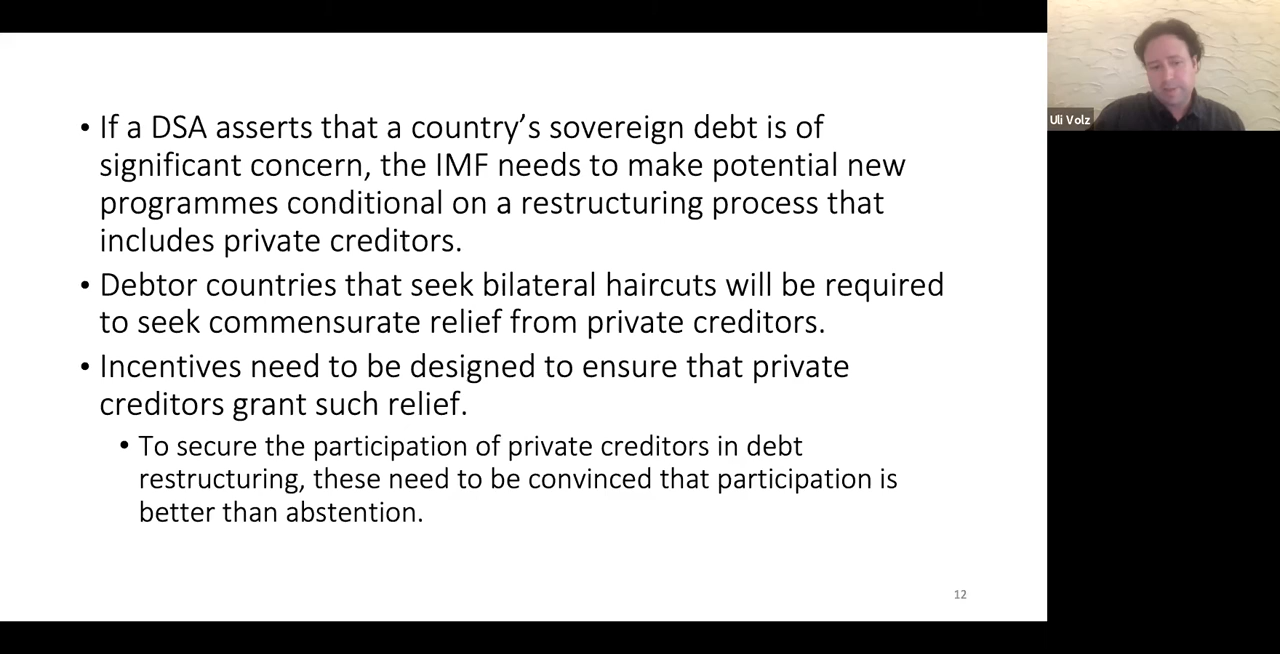 • If a DSA asserts that a country’s sovereign debt is of
significant concern, the IMF needs to make potential new
programmes conditional on a restructuring process that
includes private creditors.
• Debtor countries that seek bilateral haircuts will be required
to seek commensurate relief from private creditors.
• Incentives need to be designed to ensure that private
creditors grant such relief.
• To secure the participation of private creditors in debt
restructuring, these need to be convinced that participation is
better than abstention.
12
Uli Volz